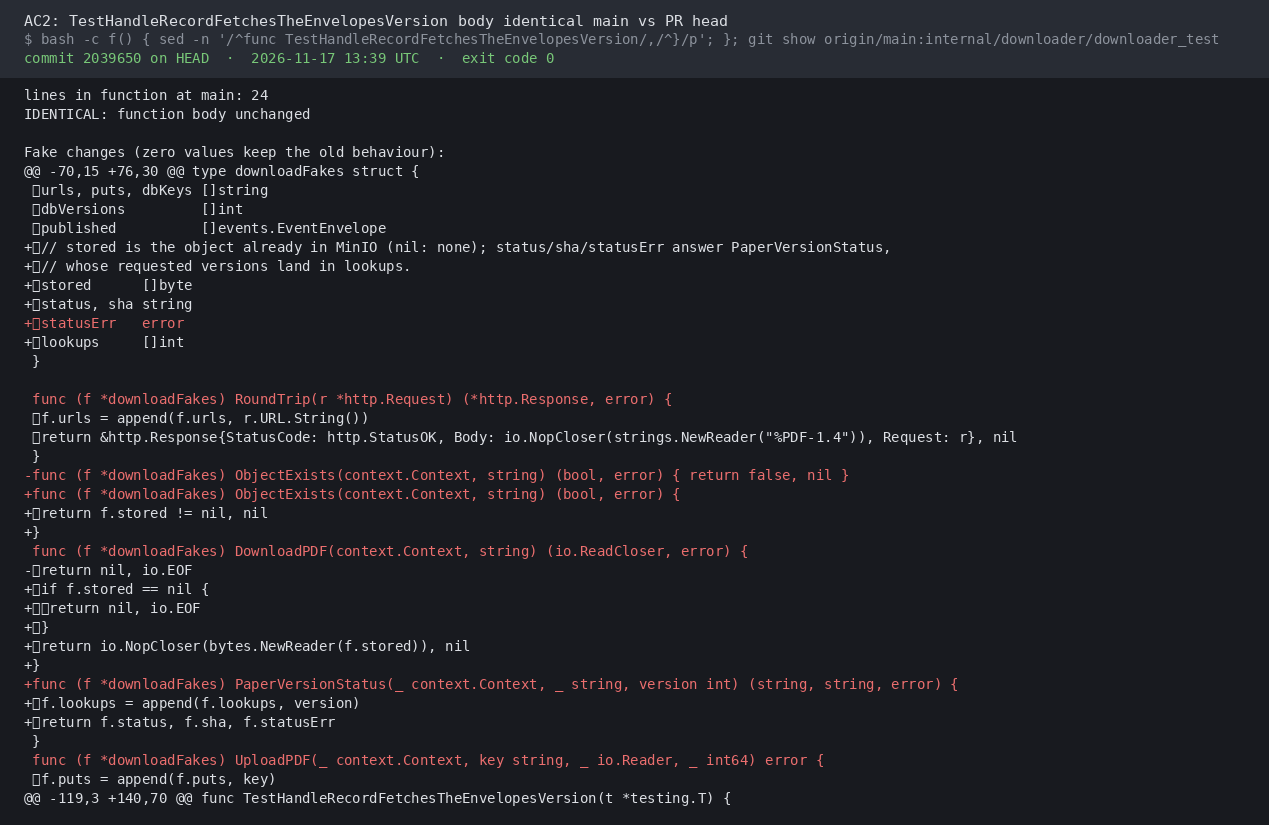 AC2: TestHandleRecordFetchesTheEnvelopesVersion body identical main vs PR head
$ bash -c f() { sed -n '/^func TestHandleRecordFetchesTheEnvelopesVersion/,/^}/p'; }; git show origin/main:internal/downloader/downloader_test
commit 2039650 on HEAD  ·  2026-11-17 13:39 UTC  ·  exit code 0
lines in function at main: 24
IDENTICAL: function body unchanged
Fake changes (zero values keep the old behaviour):
@@ -70,15 +76,30 @@ type downloadFakes struct {
 urls, puts, dbKeys []string
 dbVersions         []int
 published          []events.EventEnvelope
+// stored is the object already in MinIO (nil: none); status/sha/statusErr answer PaperVersionStatus,
+// whose requested versions land in lookups.
+stored      []byte
+status, sha string
+statusErr   error
+lookups     []int
 }
 func (f *downloadFakes) RoundTrip(r *http.Request) (*http.Response, error) {
 f.urls = append(f.urls, r.URL.String())
 return &http.Response{StatusCode: http.StatusOK, Body: io.NopCloser(strings.NewReader("%PDF-1.4")), Request: r}, nil
 }
-func (f *downloadFakes) ObjectExists(context.Context, string) (bool, error) { return false, nil }
+func (f *downloadFakes) ObjectExists(context.Context, string) (bool, error) {
+return f.stored != nil, nil
+}
 func (f *downloadFakes) DownloadPDF(context.Context, string) (io.ReadCloser, error) {
-return nil, io.EOF
+if f.stored == nil {
+return nil, io.EOF
+}
+return io.NopCloser(bytes.NewReader(f.stored)), nil
+}
+func (f *downloadFakes) PaperVersionStatus(_ context.Context, _ string, version int) (string, string, error) {
+f.lookups = append(f.lookups, version)
+return f.status, f.sha, f.statusErr
 }
 func (f *downloadFakes) UploadPDF(_ context.Context, key string, _ io.Reader, _ int64) error {
 f.puts = append(f.puts, key)
@@ -119,3 +140,70 @@ func TestHandleRecordFetchesTheEnvelopesVersion(t *testing.T) {